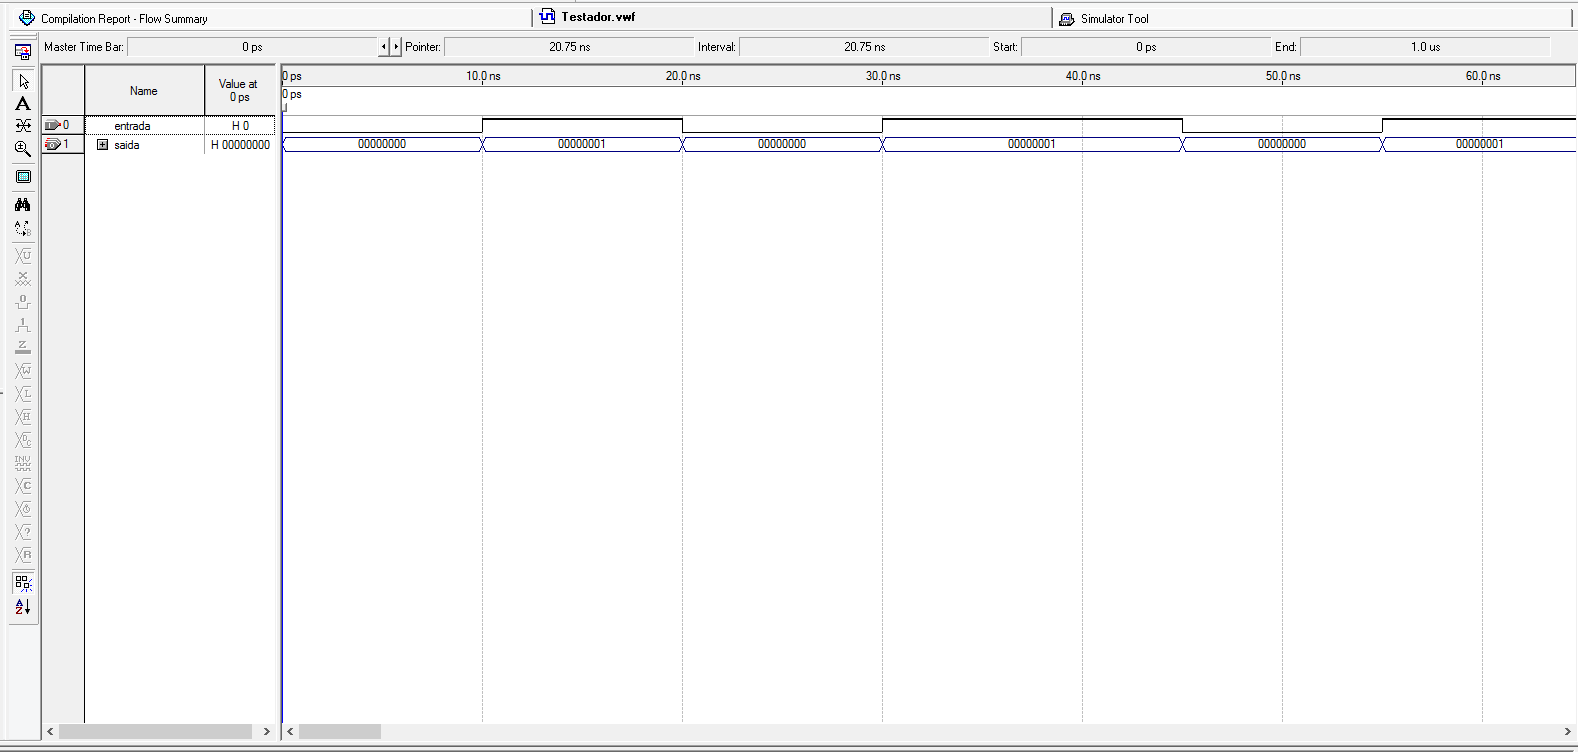 Compilation Report - Flow Summary
Testador.vwf
Simulator Tool
Master Time Bar: 0 ps Pointer: 20.75 ns Interval: 20.75 ns Start: 0 ps End: 1.0 us
Name
Value at
0 ps
0 ps 10.0 ns 20.0 ns 30.0 ns 40.0 ns 50.0 ns 60.0 ns
0 ps
0 entrada H 0
1 saida H 00000000 00000000 00000001 00000000 00000001 00000000 00000001